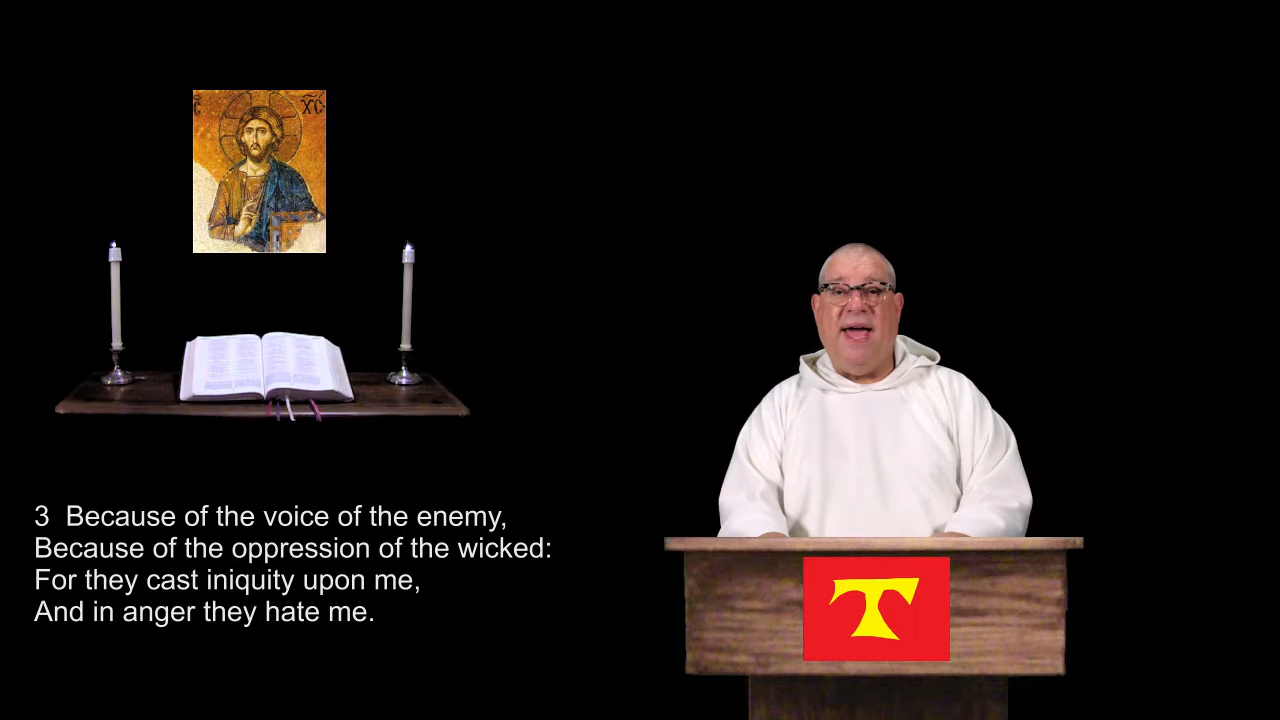 C XC
3 Because of the voice of the enemy,
Because of the oppression of the wicked:
For they cast iniquity upon me,
And in anger they hate me.
T